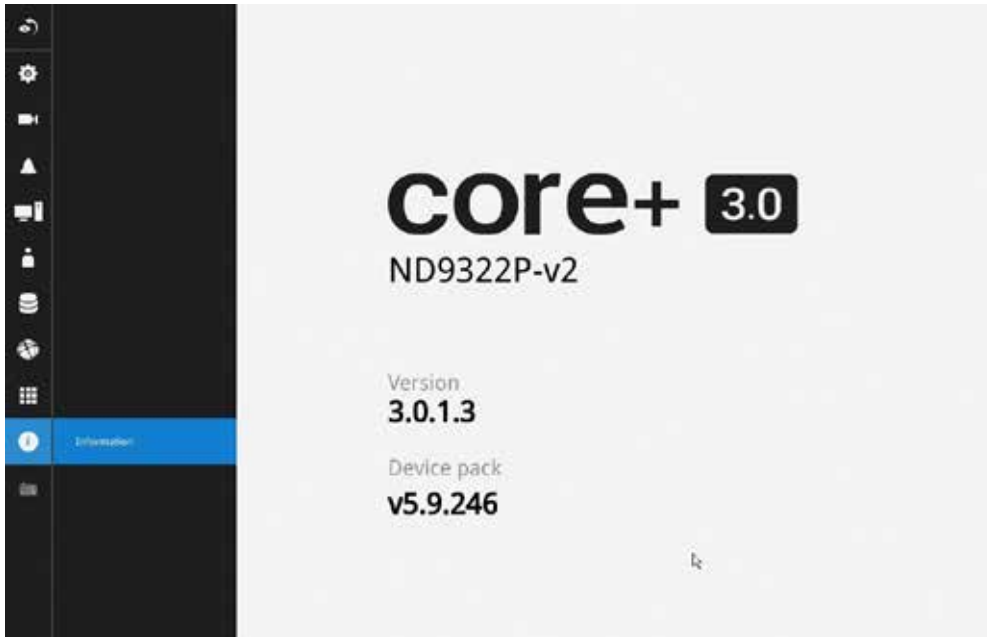 core+ 3.0
ND9322P-v2
Version
3.0.1.3
Device pack
v5.9.246
Information